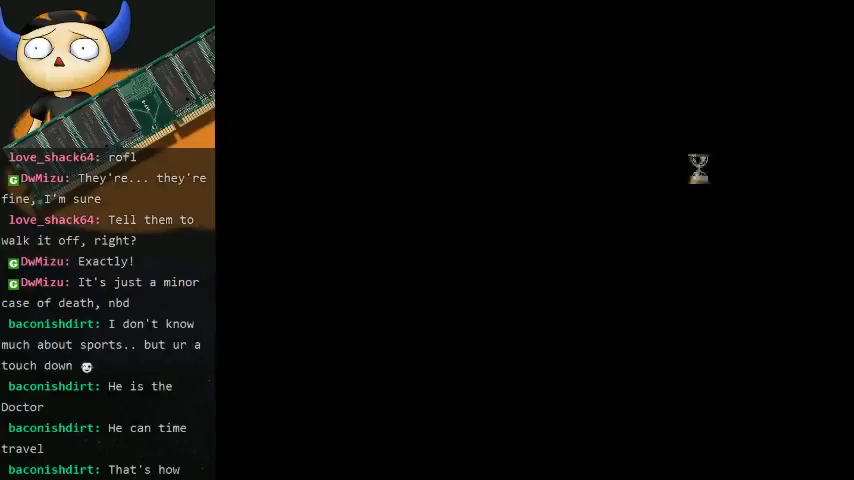 love_shack64: rofl
DwMizu: They're... they're
fine, I'm sure
love_shack64: Tell them to
walk it off, right?
DwMizu: Exactly!
DwMizu: It's just a minor
case of death, nbd
baconishdirt: I don't know
much about sports.. but ur a
touch down
baconishdirt: He is the
Doctor
baconishdirt: He can time
travel
baconishdirt: That's how